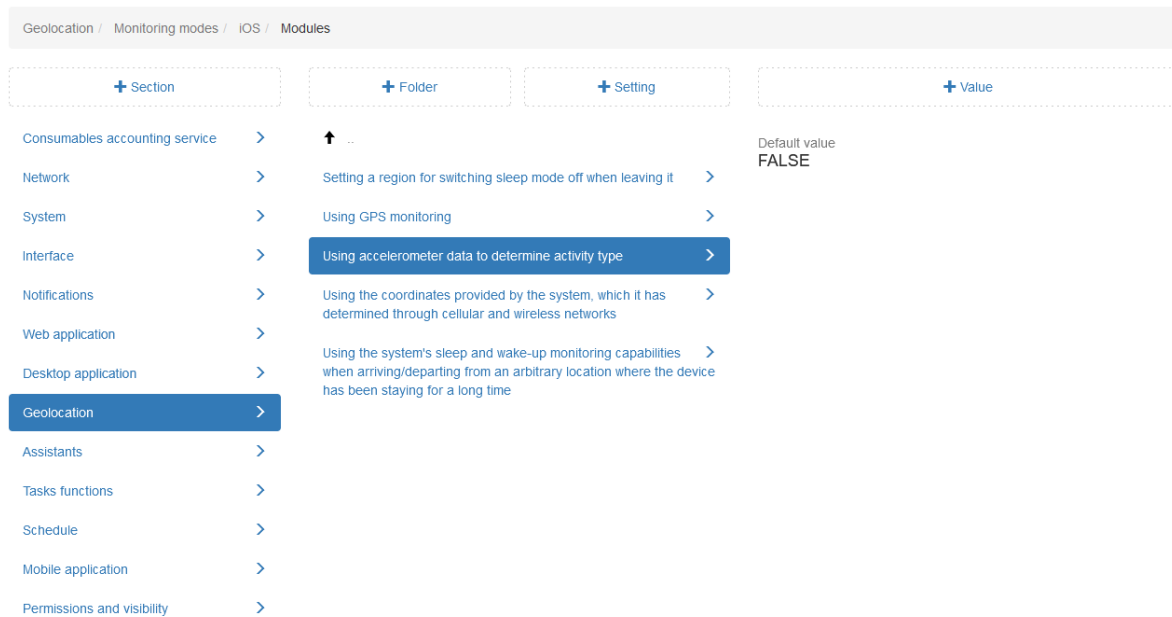 Geolocation / Monitoring modes / iOS / Modules
+ Section
+ Folder
+ Setting
+ Value
Consumables accounting service
Network
System
Interface
Notifications
Web application
Desktop application
Geolocation
Assistants
Tasks functions
Schedule
Mobile application
Permissions and visibility
..
Setting a region for switching sleep mode off when leaving it
Using GPS monitoring
Using accelerometer data to determine activity type
Using the coordinates provided by the system, which it has
determined through cellular and wireless networks
Using the system's sleep and wake-up monitoring capabilities
when arriving/departing from an arbitrary location where the device
has been staying for a long time
Default value
FALSE